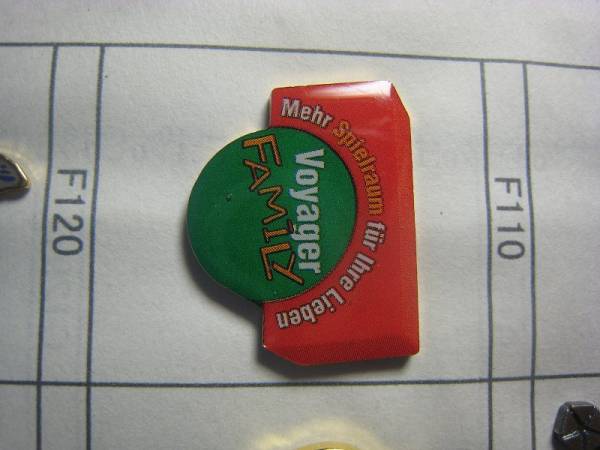 F110
Mehr Spielraum für Ihre Lieben
Voyager
FAMILY
F120